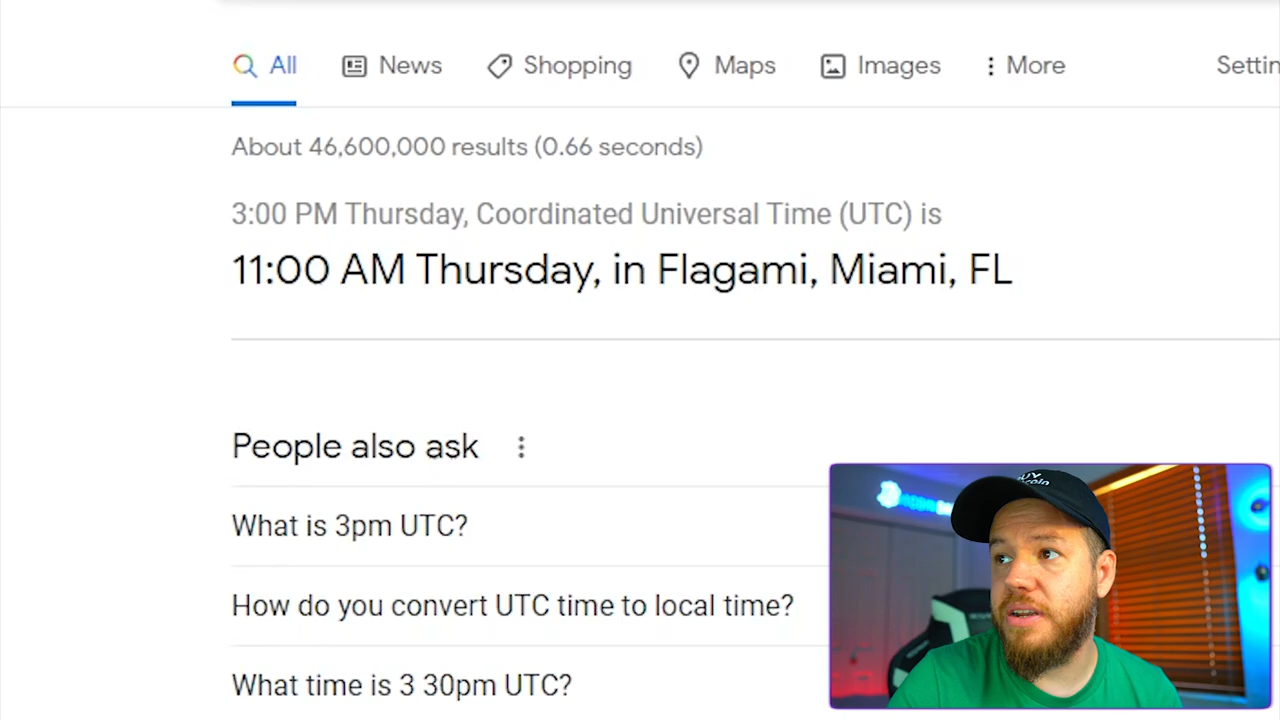 All News Shopping Maps Images More Settin
About 46,600,000 results (0.66 seconds)
3:00 PM Thursday, Coordinated Universal Time (UTC) is
11:00 AM Thursday, in Flagami, Miami, FL
People also ask
What is 3pm UTC?
How do you convert UTC time to local time?
What time is 3 30pm UTC?